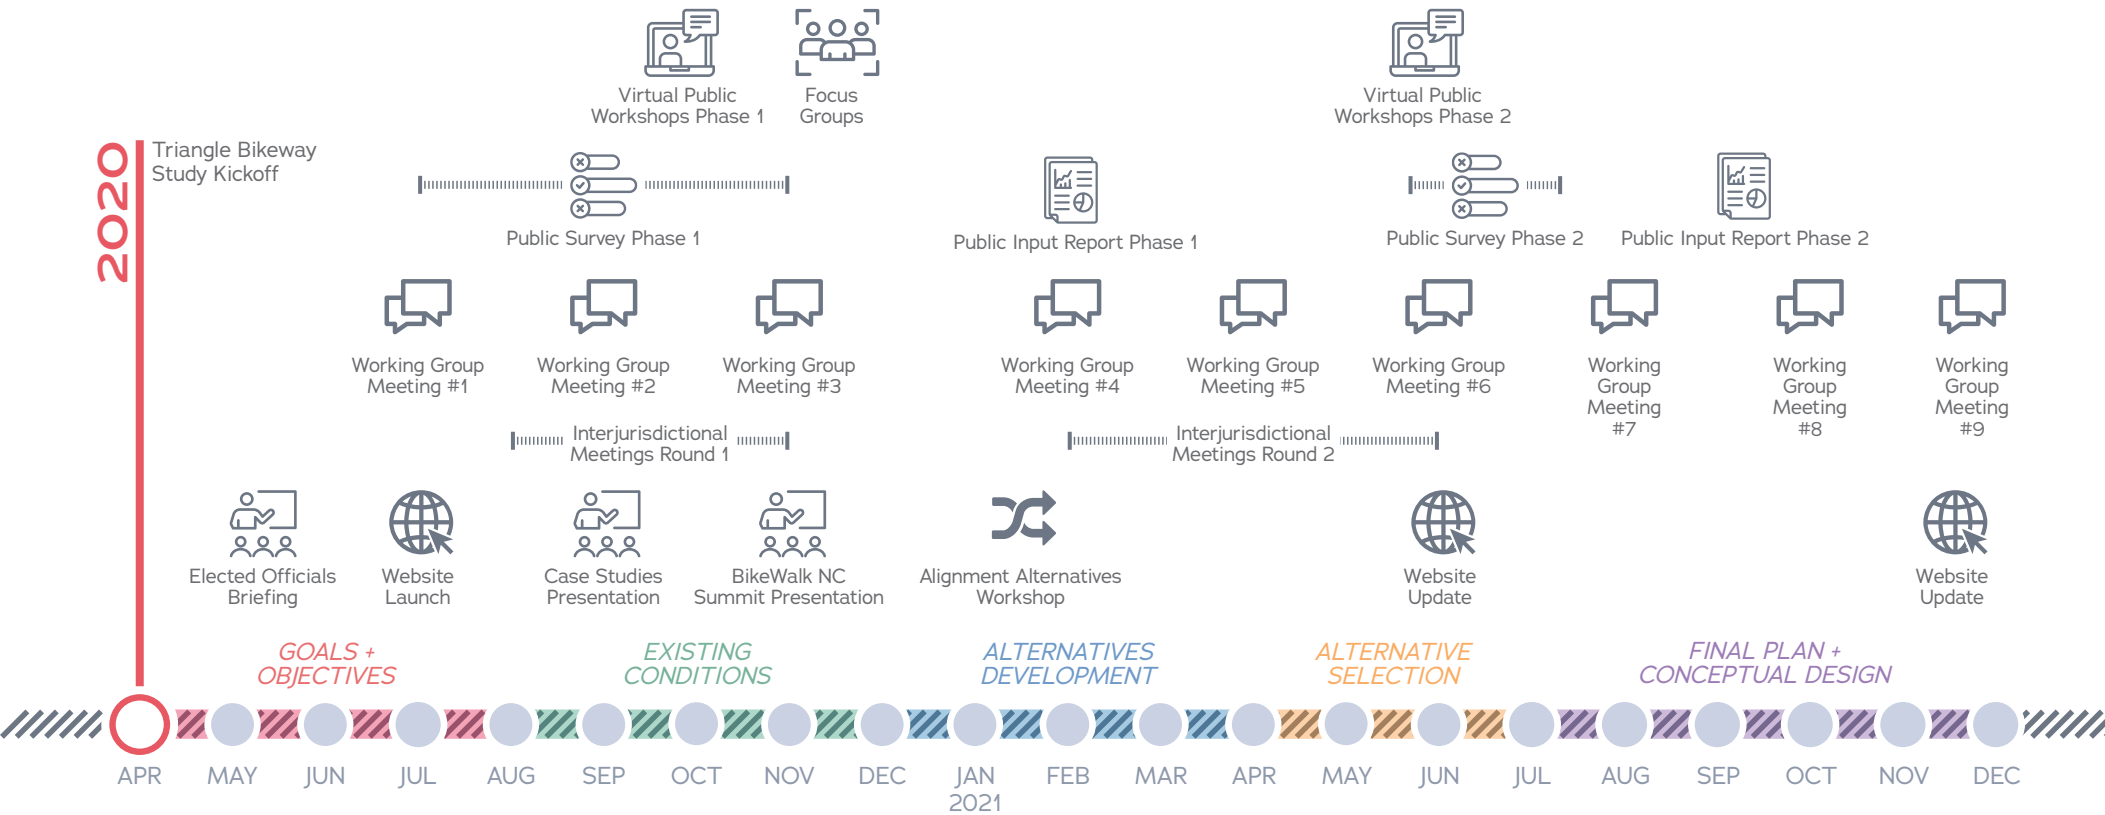 Virtual Public
Workshops Phase 1
Focus
Groups
Virtual Public
Workshops Phase 2
2020
Triangle Bikeway
Study Kickoff
Public Survey Phase 1
Public Input Report Phase 1
Public Survey Phase 2
Public Input Report Phase 2
Working Group
Meeting #1
Working Group
Meeting #2
Working Group
Meeting #3
Working Group
Meeting #4
Working Group
Meeting #5
Working Group
Meeting #6
Working
Group
Meeting
#7
Working
Group
Meeting
#8
Working
Group
Meeting
#9
Interjurisdictional
Meetings Round 1
Interjurisdictional
Meetings Round 2
Elected Officials
Briefing
Website
Launch
Case Studies
Presentation
BikeWalk NC
Summit Presentation
Alignment Alternatives
Workshop
Website
Update
Website
Update
GOALS +
OBJECTIVES
EXISTING
CONDITIONS
ALTERNATIVES
DEVELOPMENT
ALTERNATIVE
SELECTION
FINAL PLAN +
CONCEPTUAL DESIGN
APR
MAY
JUN
JUL
AUG
SEP
OCT
NOV
DEC
JAN
2021
FEB
MAR
APR
MAY
JUN
JUL
AUG
SEP
OCT
NOV
DEC